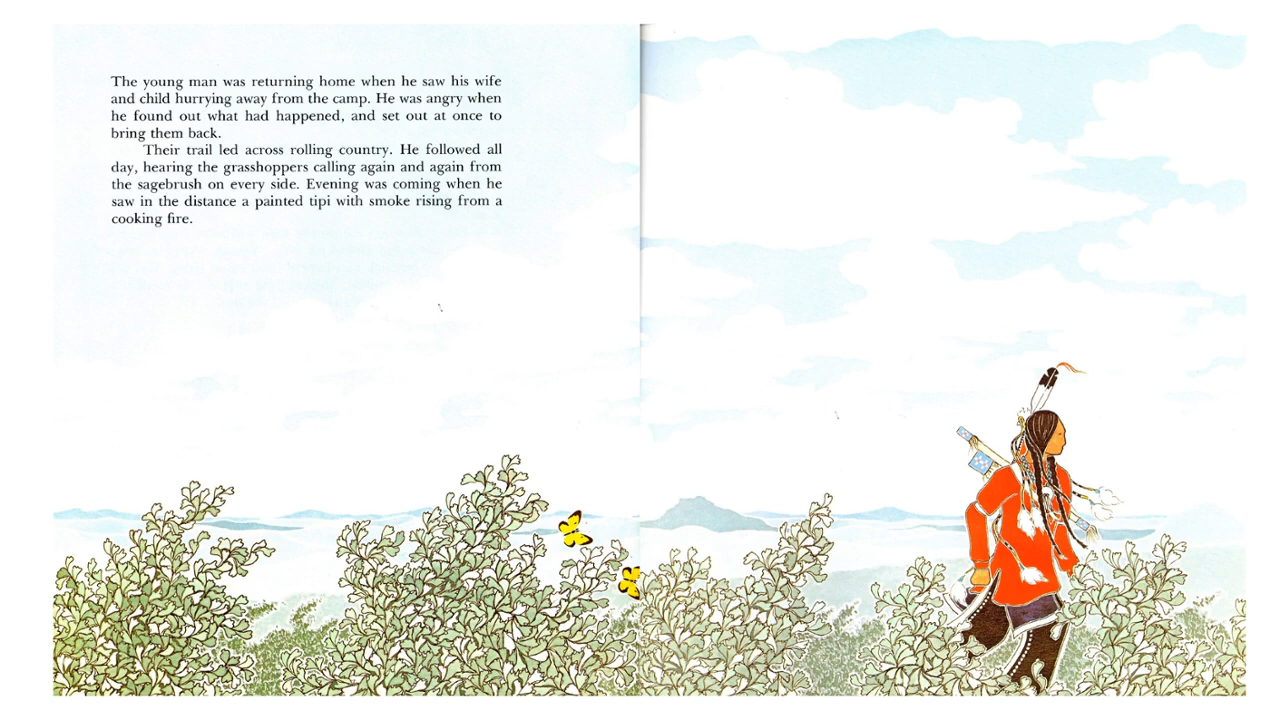 The young man was returning home when he saw his wife
and child hurrying away from the camp. He was angry when
he found out what had happened, and set out at once to
bring them back.
Their trail led across rolling country. He followed all
day, hearing the grasshoppers calling again and again from
the sagebrush on every side. Evening was coming when he
saw in the distance a painted tipi with smoke rising from a
cooking fire.